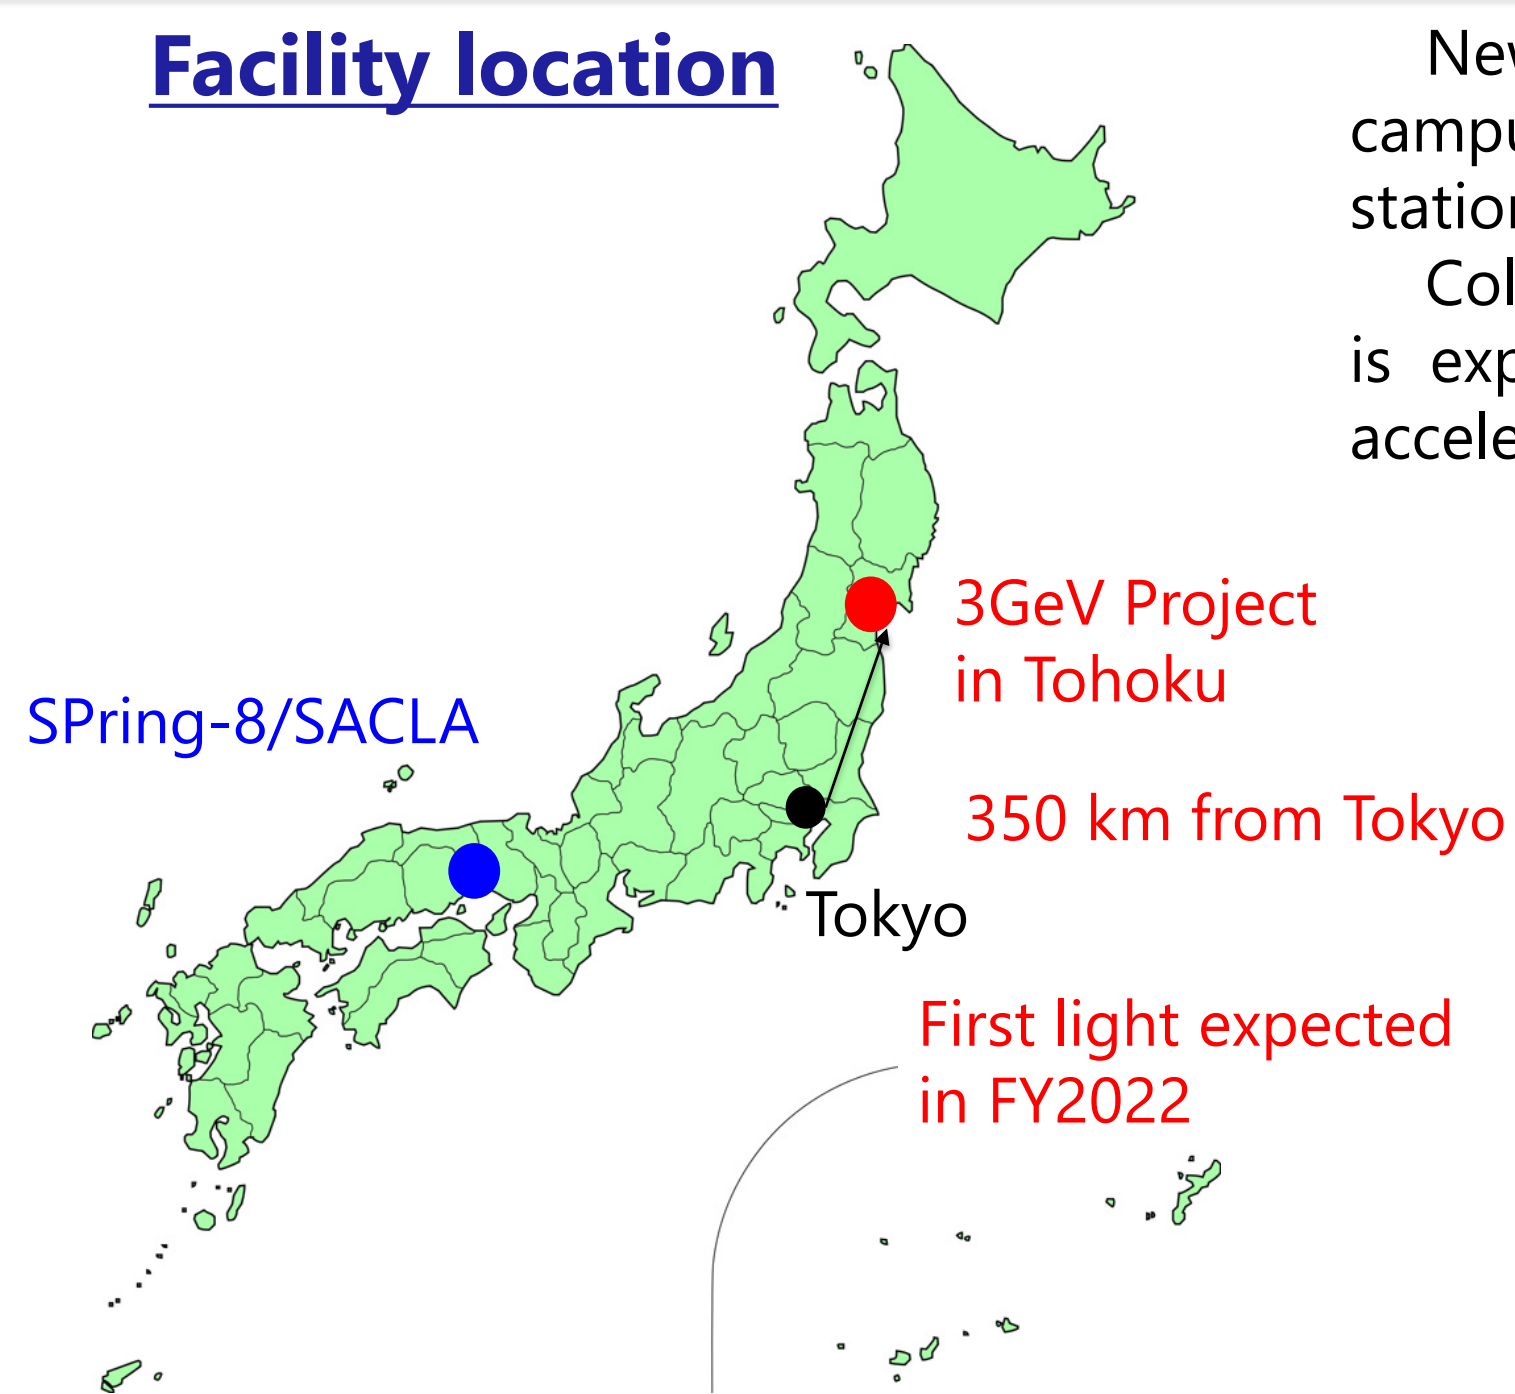 Facility location
is
3GeV Project
in Tohoku
SPring-8/SACLA
350 km from Tokyo
Tokyo
First light expected
in FY2022